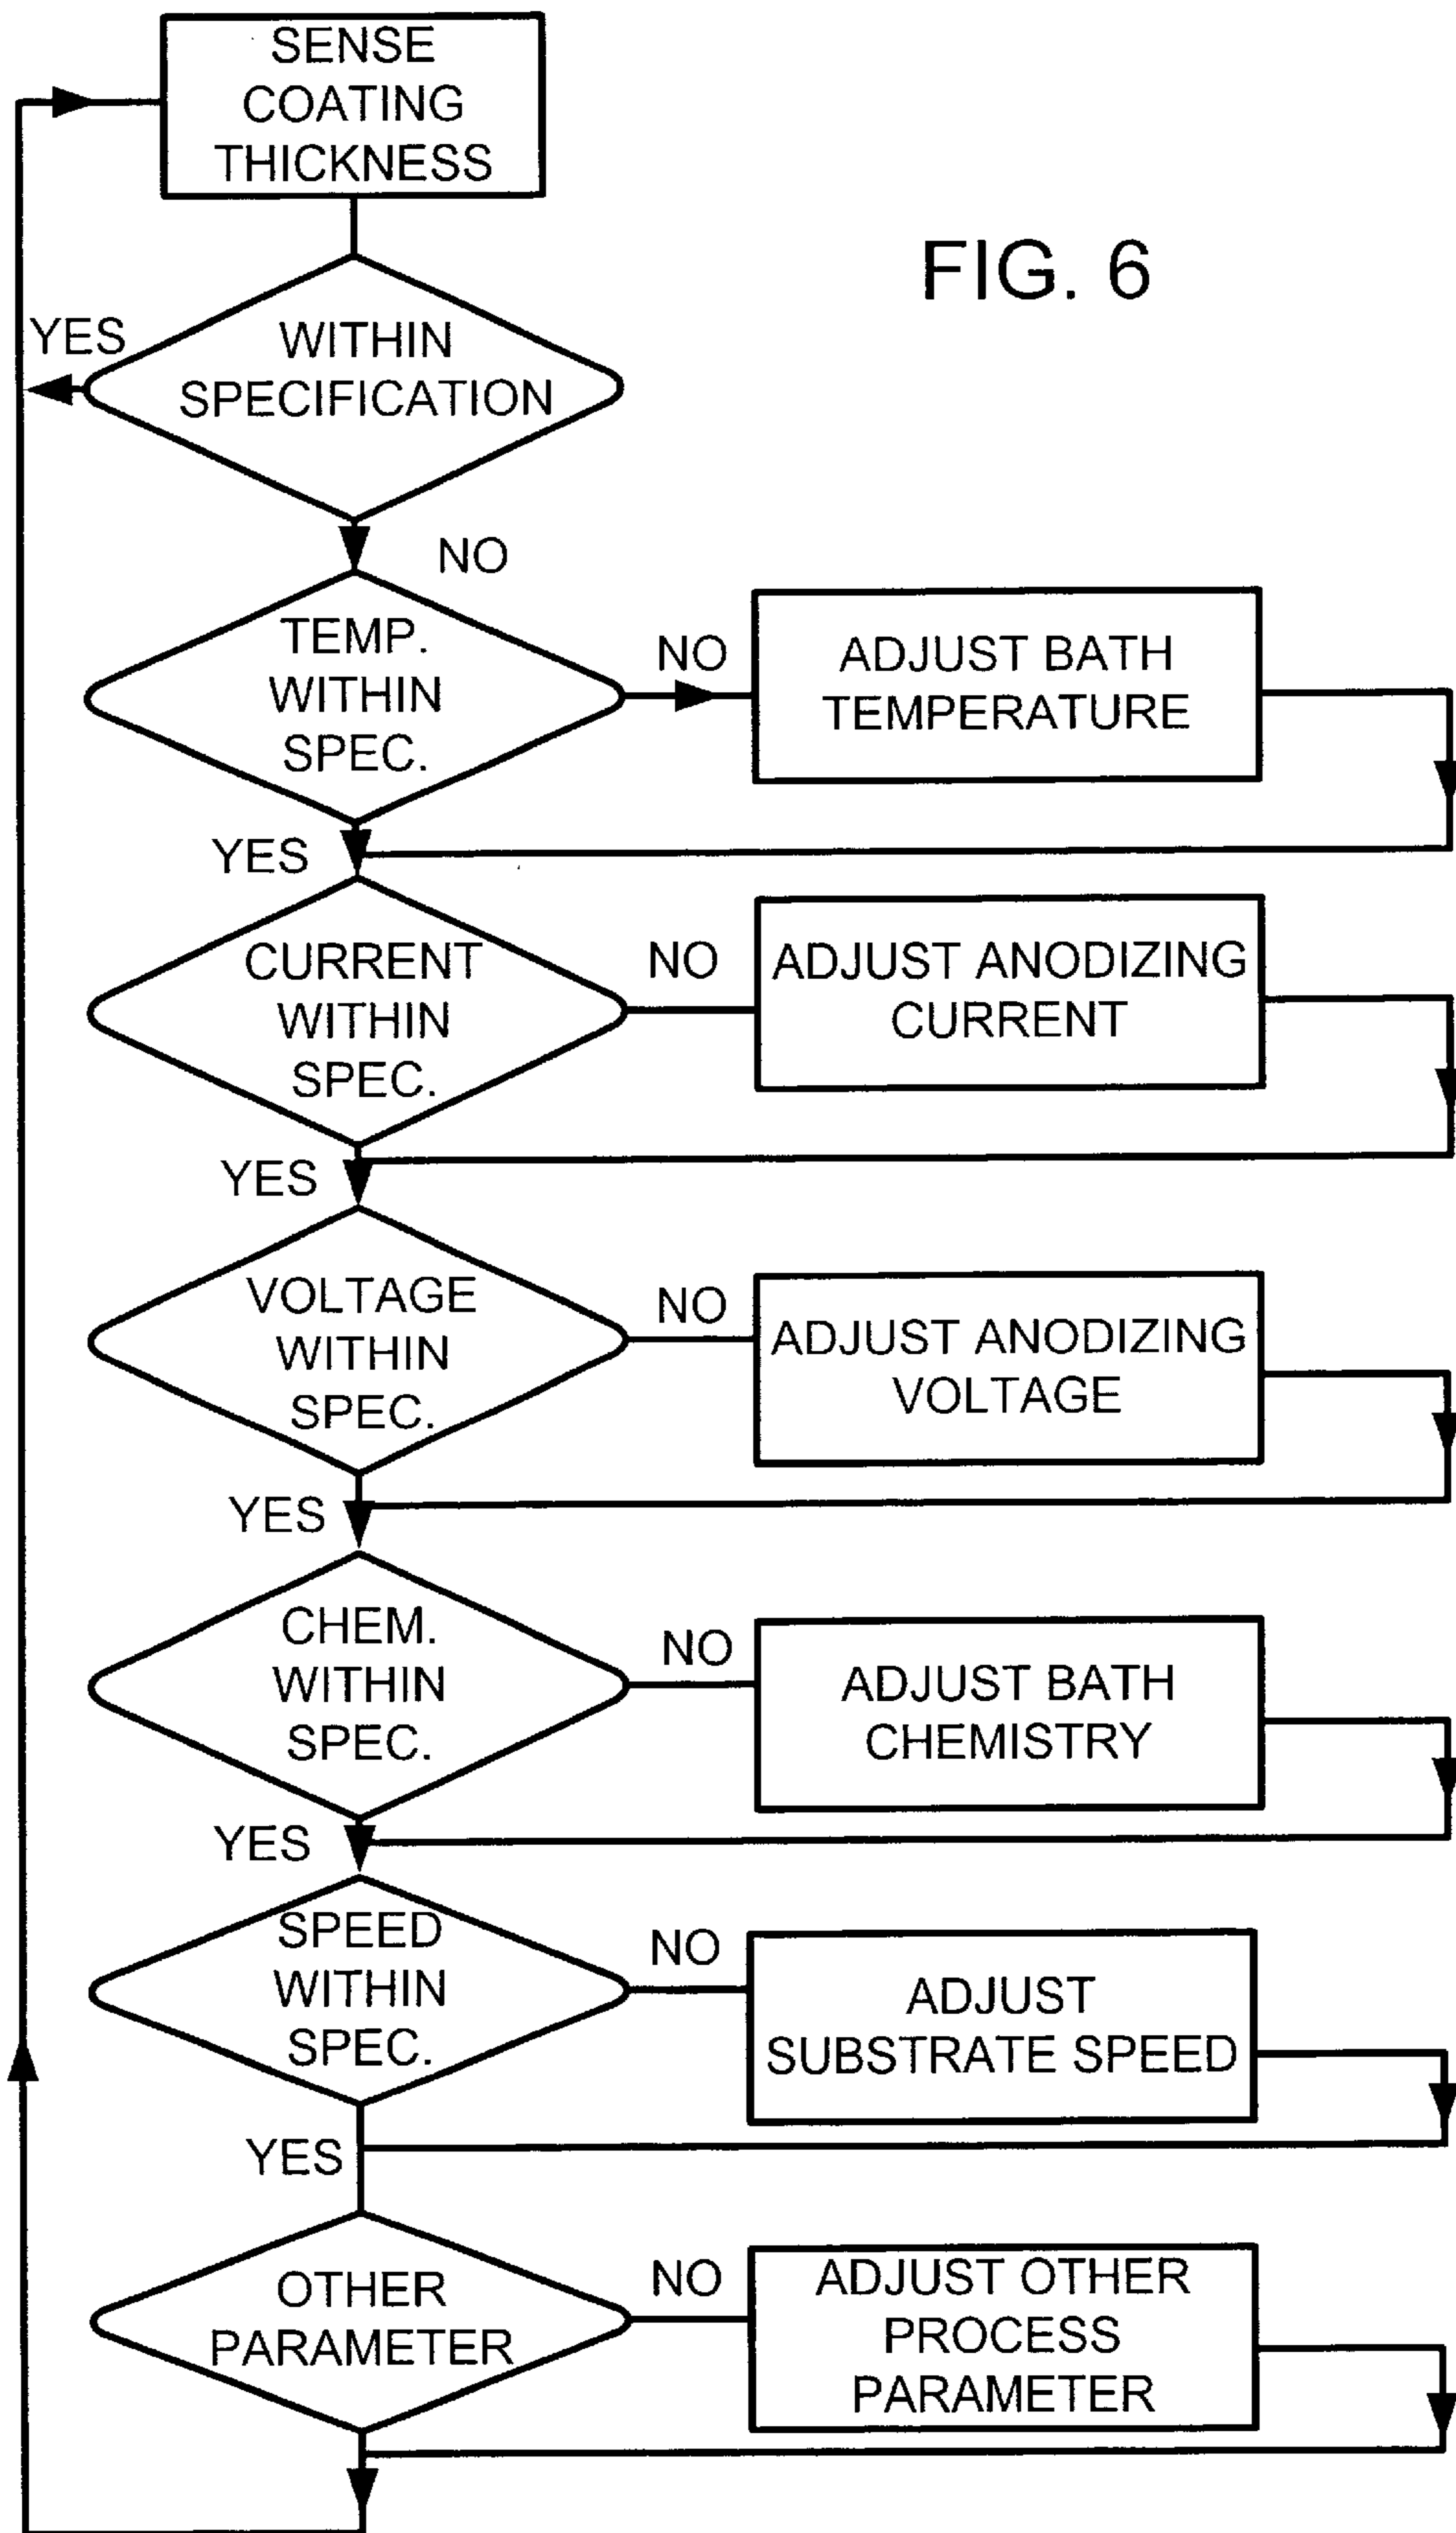 SENSE
COATING
THICKNESS
FIG. 6
YES
WITHIN
SPECIFICATION
NO
TEMP.
WITHIN
SPEC.
NO
ADJUST BATH
TEMPERATURE
YES
CURRENT
WITHIN
SPEC.
NO
ADJUST ANODIZING
CURRENT
YES
VOLTAGE
WITHIN
SPEC.
NO
ADJUST ANODIZING
VOLTAGE
YES
CHEM.
WITHIN
SPEC.
NO
ADJUST BATH
CHEMISTRY
YES
SPEED
WITHIN
SPEC.
NO
ADJUST
SUBSTRATE SPEED
YES
OTHER
PARAMETER
NO
ADJUST OTHER
PROCESS
PARAMETER